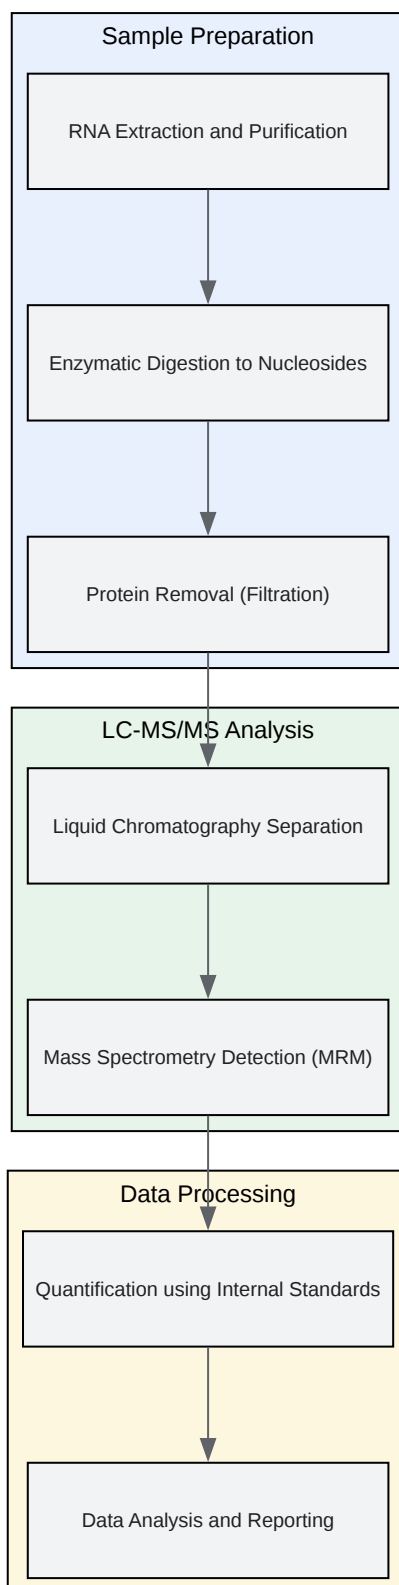 Sample Preparation
RNA Extraction and Purification
Enzymatic Digestion to Nucleosides
Protein Removal (Filtration)
LC-MS/MS Analysis
Liquid Chromatography Separation
Mass Spectrometry Detection (MRM)
Data Processing
Quantification using Internal Standards
Data Analysis and Reporting